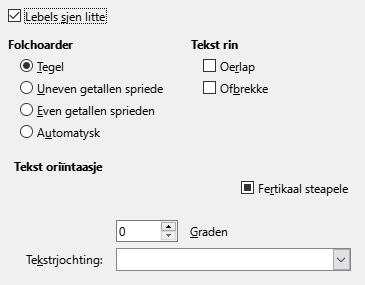 Lebels sjen litte
Folchoarder Tekst rin
Tegel Oerlap
Uneven getallen spriede Ofbrekke
Even getallen sprieden
Automatysk
Tekst oriïntaasje
Fertikaal steapele
0 Graden
Tekstrjochting: